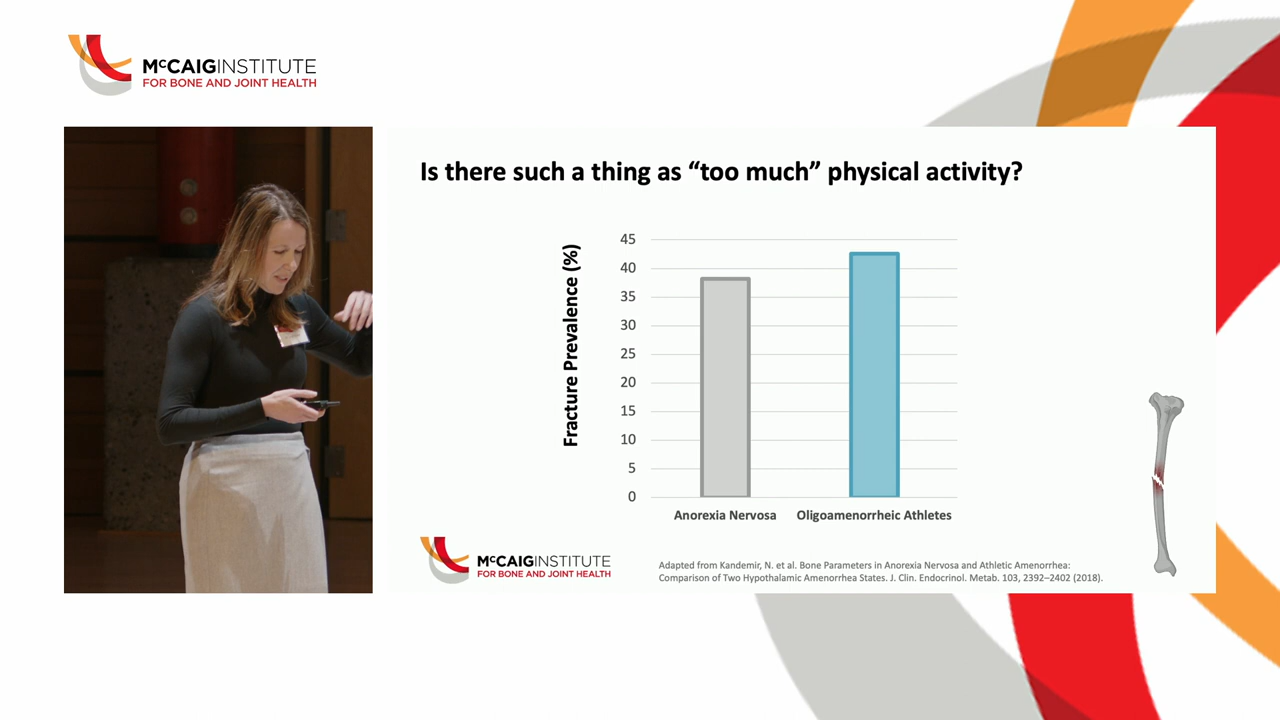 McCAIGINSTITUTE
FOR BONE AND JOINT HEALTH
Is there such a thing as “too much” physical activity?
Fracture Prevalence (%)
45
40
35
30
25
20
15
10
5
0
Anorexia Nervosa Oligoamenorrheic Athletes
McCAIGINSTITUTE
FOR BONE AND JOINT HEALTH
Adapted from Kandemir, N. et al. Bone Parameters in Anorexia Nervosa and Athletic Amenorrhea:
Comparison of Two Hypothalamic Amenorrhea States. J. Clin. Endocrinol. Metab. 103, 2392–2402 (2018).